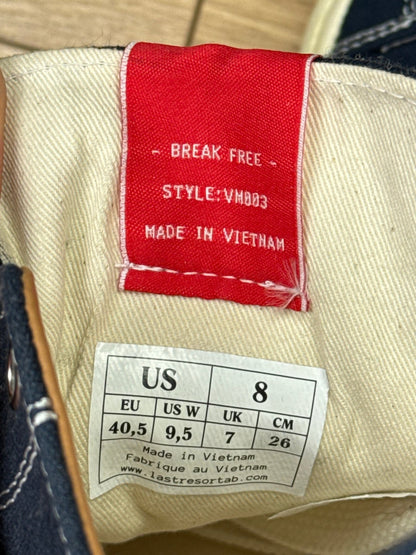 - BREAK FREE -
STYLE:VM003
MADE IN VIETNAM
US 8
EU US W UK CM
40,5 9,5 7 26
Made in Vietnam
Fabrique au Vietnam
www.lastresortab.com